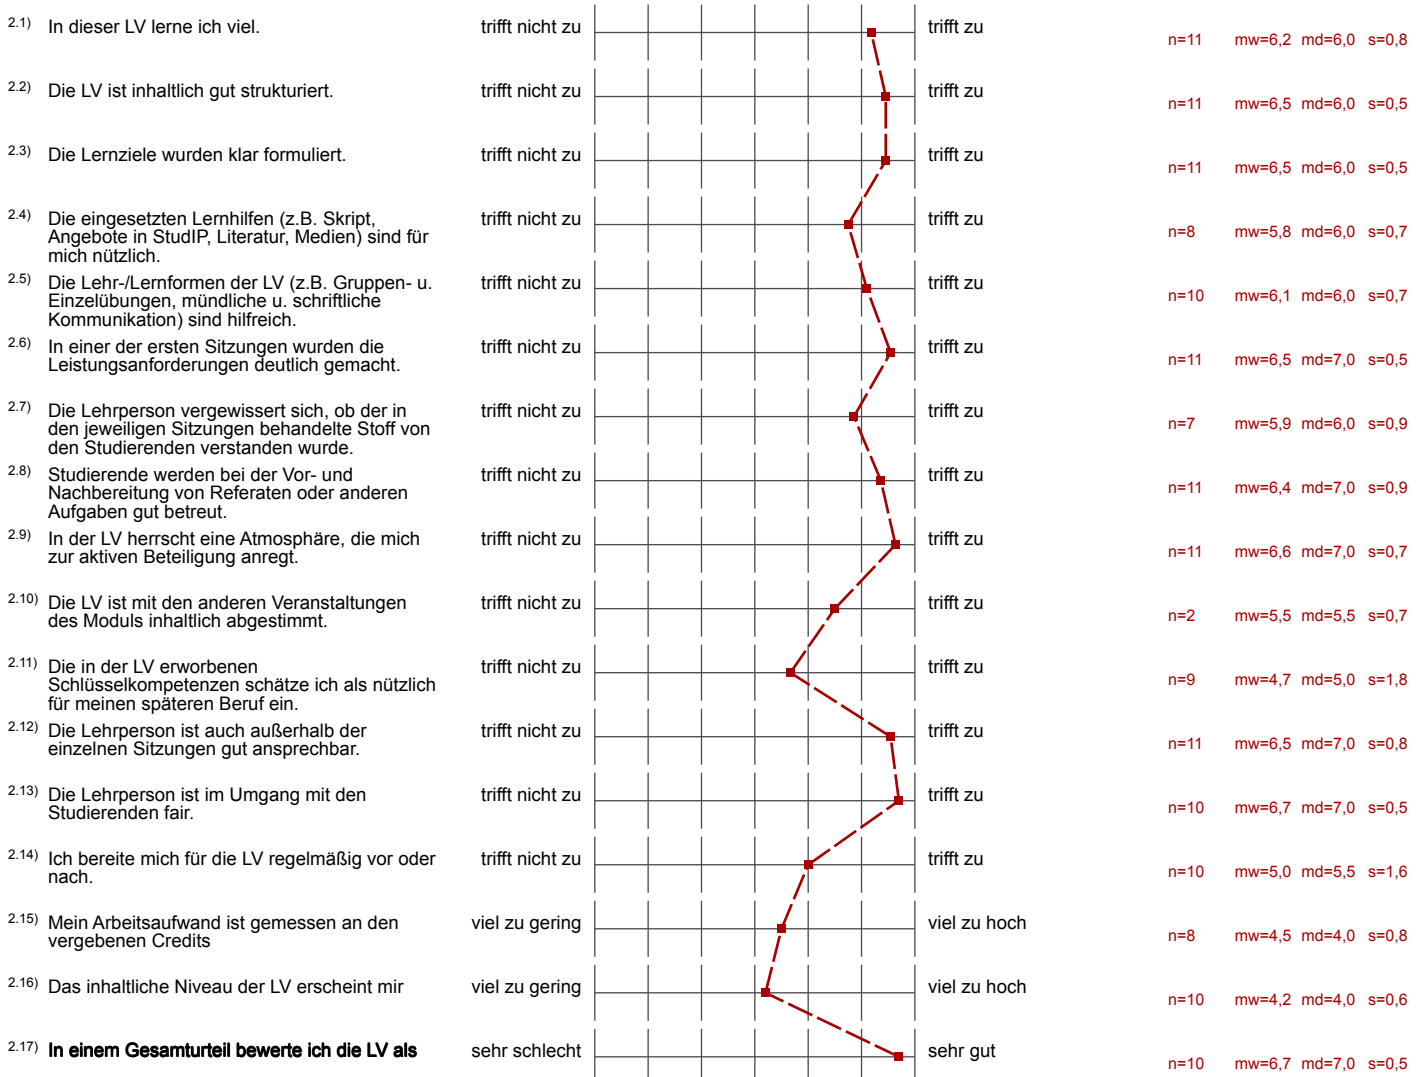 2.1) In dieser LV lerne ich viel. trifft nicht zu trifft zu n=11 mw=6,2 md=6,0 s=0,8
2.2) Die LV ist inhaltlich gut strukturiert. trifft nicht zu trifft zu n=11 mw=6,5 md=6,0 s=0,5
2.3) Die Lernziele wurden klar formuliert. trifft nicht zu trifft zu n=11 mw=6,5 md=6,0 s=0,5
2.4) Die eingesetzten Lernhilfen (z.B. Skript, trifft nicht zu trifft zu
Angebote in StudIP, Literatur, Medien) sind für n=8 mw=5,8 md=6,0 s=0,7
mich nützlich.
2.5) Die Lehr-/Lernformen der LV (z.B. Gruppen- u. trifft nicht zu trifft zu
Einzelübungen, mündliche u. schriftliche n=10 mw=6,1 md=6,0 s=0,7
Kommunikation) sind hilfreich.
2.6) In einer der ersten Sitzungen wurden die trifft nicht zu trifft zu
Leistungsanforderungen deutlich gemacht. n=11 mw=6,5 md=7,0 s=0,5
2.7) Die Lehrperson vergewissert sich, ob der in trifft nicht zu trifft zu
den jeweiligen Sitzungen behandelte Stoff von n=7 mw=5,9 md=6,0 s=0,9
den Studierenden verstanden wurde.
2.8) Studierende werden bei der Vor- und trifft nicht zu trifft zu
Nachbereitung von Referaten oder anderen n=11 mw=6,4 md=7,0 s=0,9
Aufgaben gut betreut.
2.9) In der LV herrscht eine Atmosphäre, die mich trifft nicht zu trifft zu
zur aktiven Beteiligung anregt. n=11 mw=6,6 md=7,0 s=0,7
2.10) Die LV ist mit den anderen Veranstaltungen trifft nicht zu trifft zu
des Moduls inhaltlich abgestimmt. n=2 mw=5,5 md=5,5 s=0,7
2.11) Die in der LV erworbenen trifft nicht zu trifft zu
Schlüsselkompetenzen schätze ich als nützlich n=9 mw=4,7 md=5,0 s=1,8
für meinen späteren Beruf ein.
2.12) Die Lehrperson ist auch außerhalb der trifft nicht zu trifft zu
einzelnen Sitzungen gut ansprechbar. n=11 mw=6,5 md=7,0 s=0,8
2.13) Die Lehrperson ist im Umgang mit den trifft nicht zu trifft zu
Studierenden fair. n=10 mw=6,7 md=7,0 s=0,5
2.14) Ich bereite mich für die LV regelmäßig vor oder trifft nicht zu trifft zu
nach. n=10 mw=5,0 md=5,5 s=1,6
2.15) Mein Arbeitsaufwand ist gemessen an den viel zu gering viel zu hoch
vergebenen Credits n=8 mw=4,5 md=4,0 s=0,8
2.16) Das inhaltliche Niveau der LV erscheint mir viel zu gering viel zu hoch n=10 mw=4,2 md=4,0 s=0,6
2.17) In einem Gesamturteil bewerte ich die LV als sehr schlecht sehr gut n=10 mw=6,7 md=7,0 s=0,5